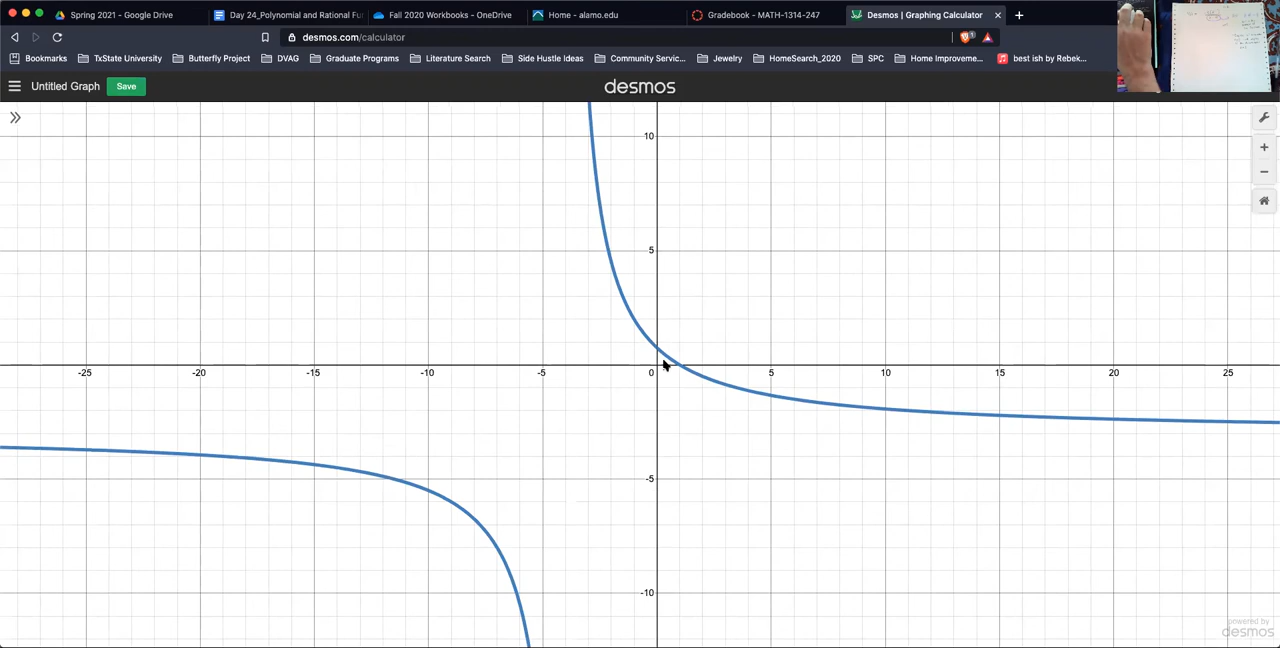 Spring 2021 - Google Drive
Day 24_Polynomial and Rational Fu
Fall 2020 Workbooks - OneDrive
Home - alamo.edu
Gradebook - MATH-1314-247
Desmos | Graphing Calculator
desmos.com/calculator
1
Bookmarks
TxState University
Butterfly Project
DVAC
Graduate Programs
Literature Search
Side Hustle Ideas
Community Servic...
Jewelry
HomeSearch_2020
SPC
Home Improveme...
best ish by Rebek...
Untitled Graph
Save
desmos
10
5
-25
-20
-15
-10
-5
0
5
10
15
20
25
-5
-10
powered by
desmos